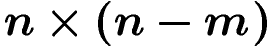 n × (n − m)